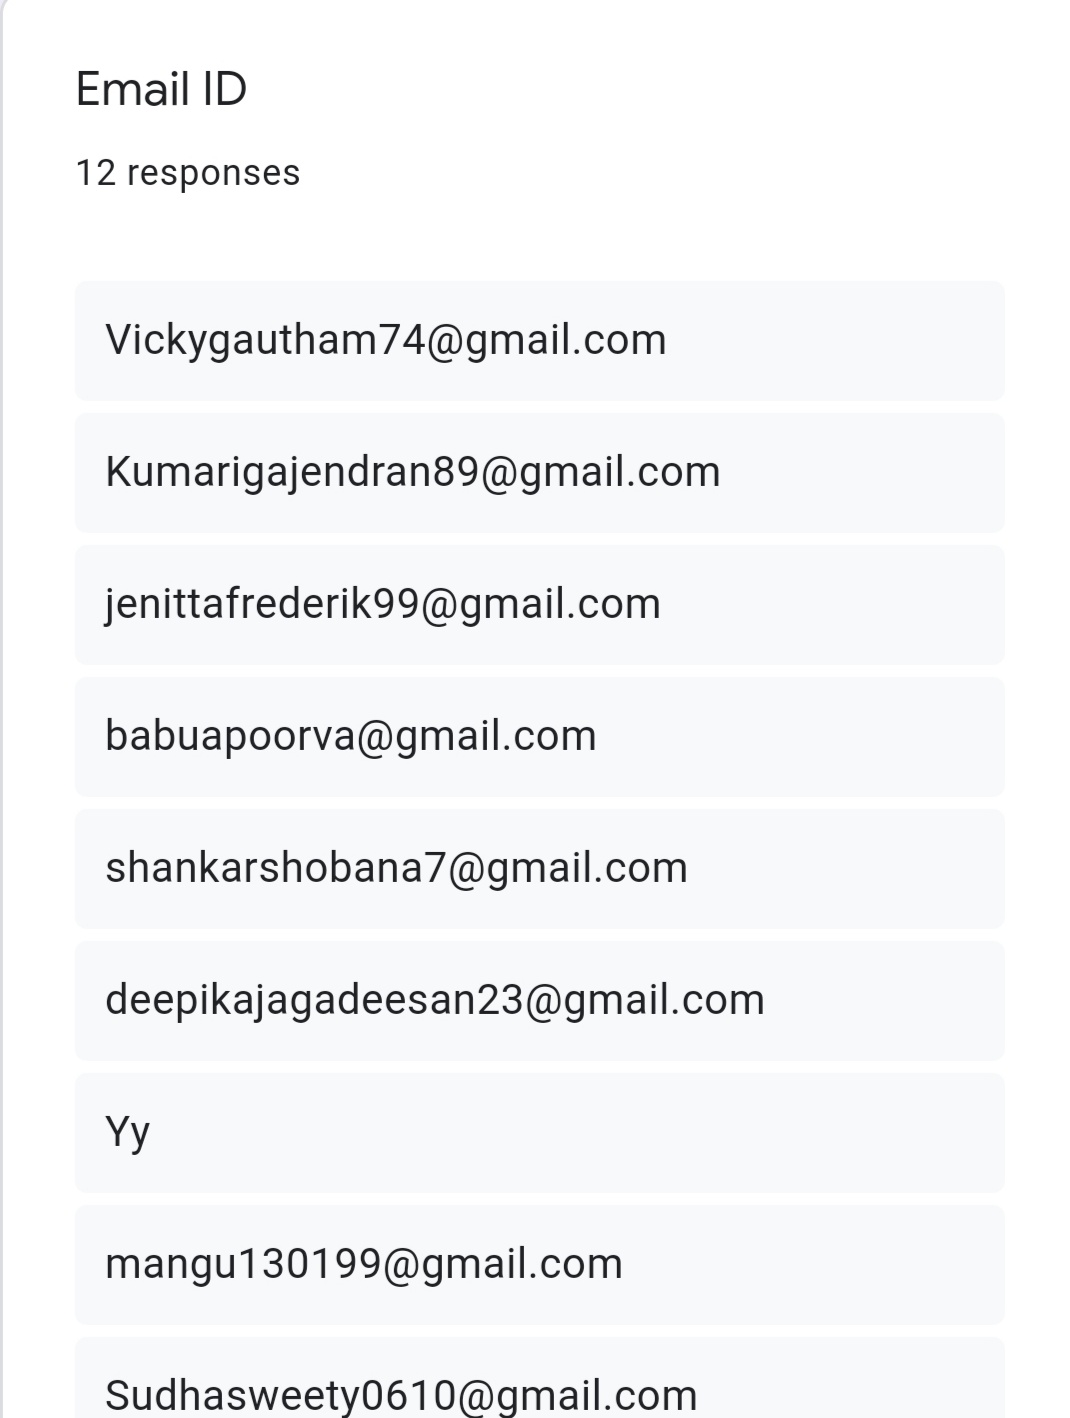 Email ID
12 responses
Vickygautham74@gmail.com
Kumarigajendran89@gmail.com
jenittafrederik99@gmail.com
babuapoorva@gmail.com
shankarshobana7@gmail.com
deepikajagadeesan23@gmail.com
Yy
mangu130199@gmail.com
Sudhasweety0610@gmail.com